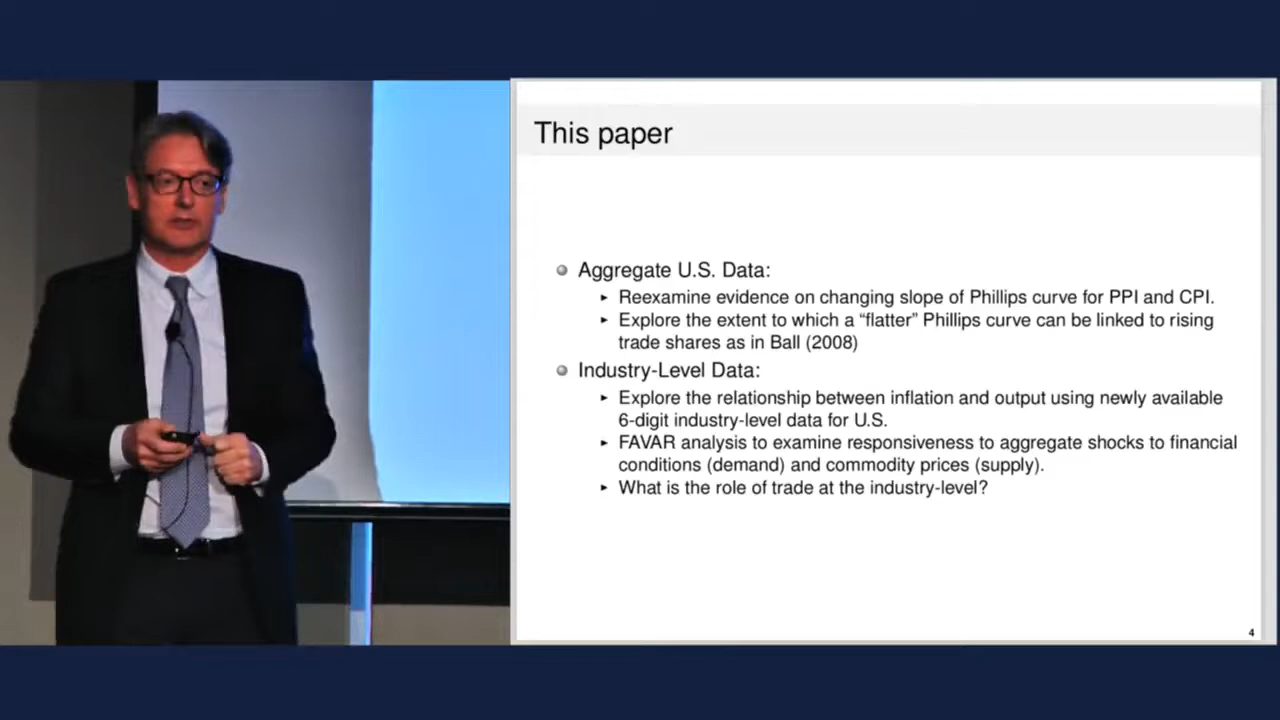 This paper
Aggregate U.S. Data:
Reexamine evidence on changing slope of Phillips curve for PPI and CPI.
Explore the extent to which a “flatter” Phillips curve can be linked to rising
trade shares as in Ball (2008)
Industry-Level Data:
Explore the relationship between inflation and output using newly available
6-digit industry-level data for U.S.
FAVAR analysis to examine responsiveness to aggregate shocks to financial
conditions (demand) and commodity prices (supply).
What is the role of trade at the industry-level?
4